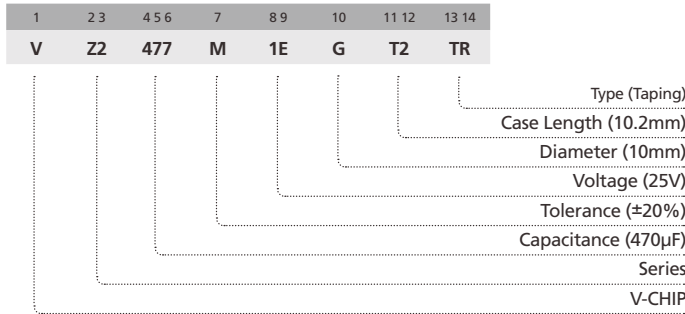 1 2 3 4 5 6 7 8 9 10 11 12 13 14
V Z2 477 M 1E G T2 TR
Type (Taping)
Case Length (10.2mm)
Diameter (10mm)
Voltage (25V)
Tolerance (±20%)
Capacitance (470µF)
Series
V-CHIP